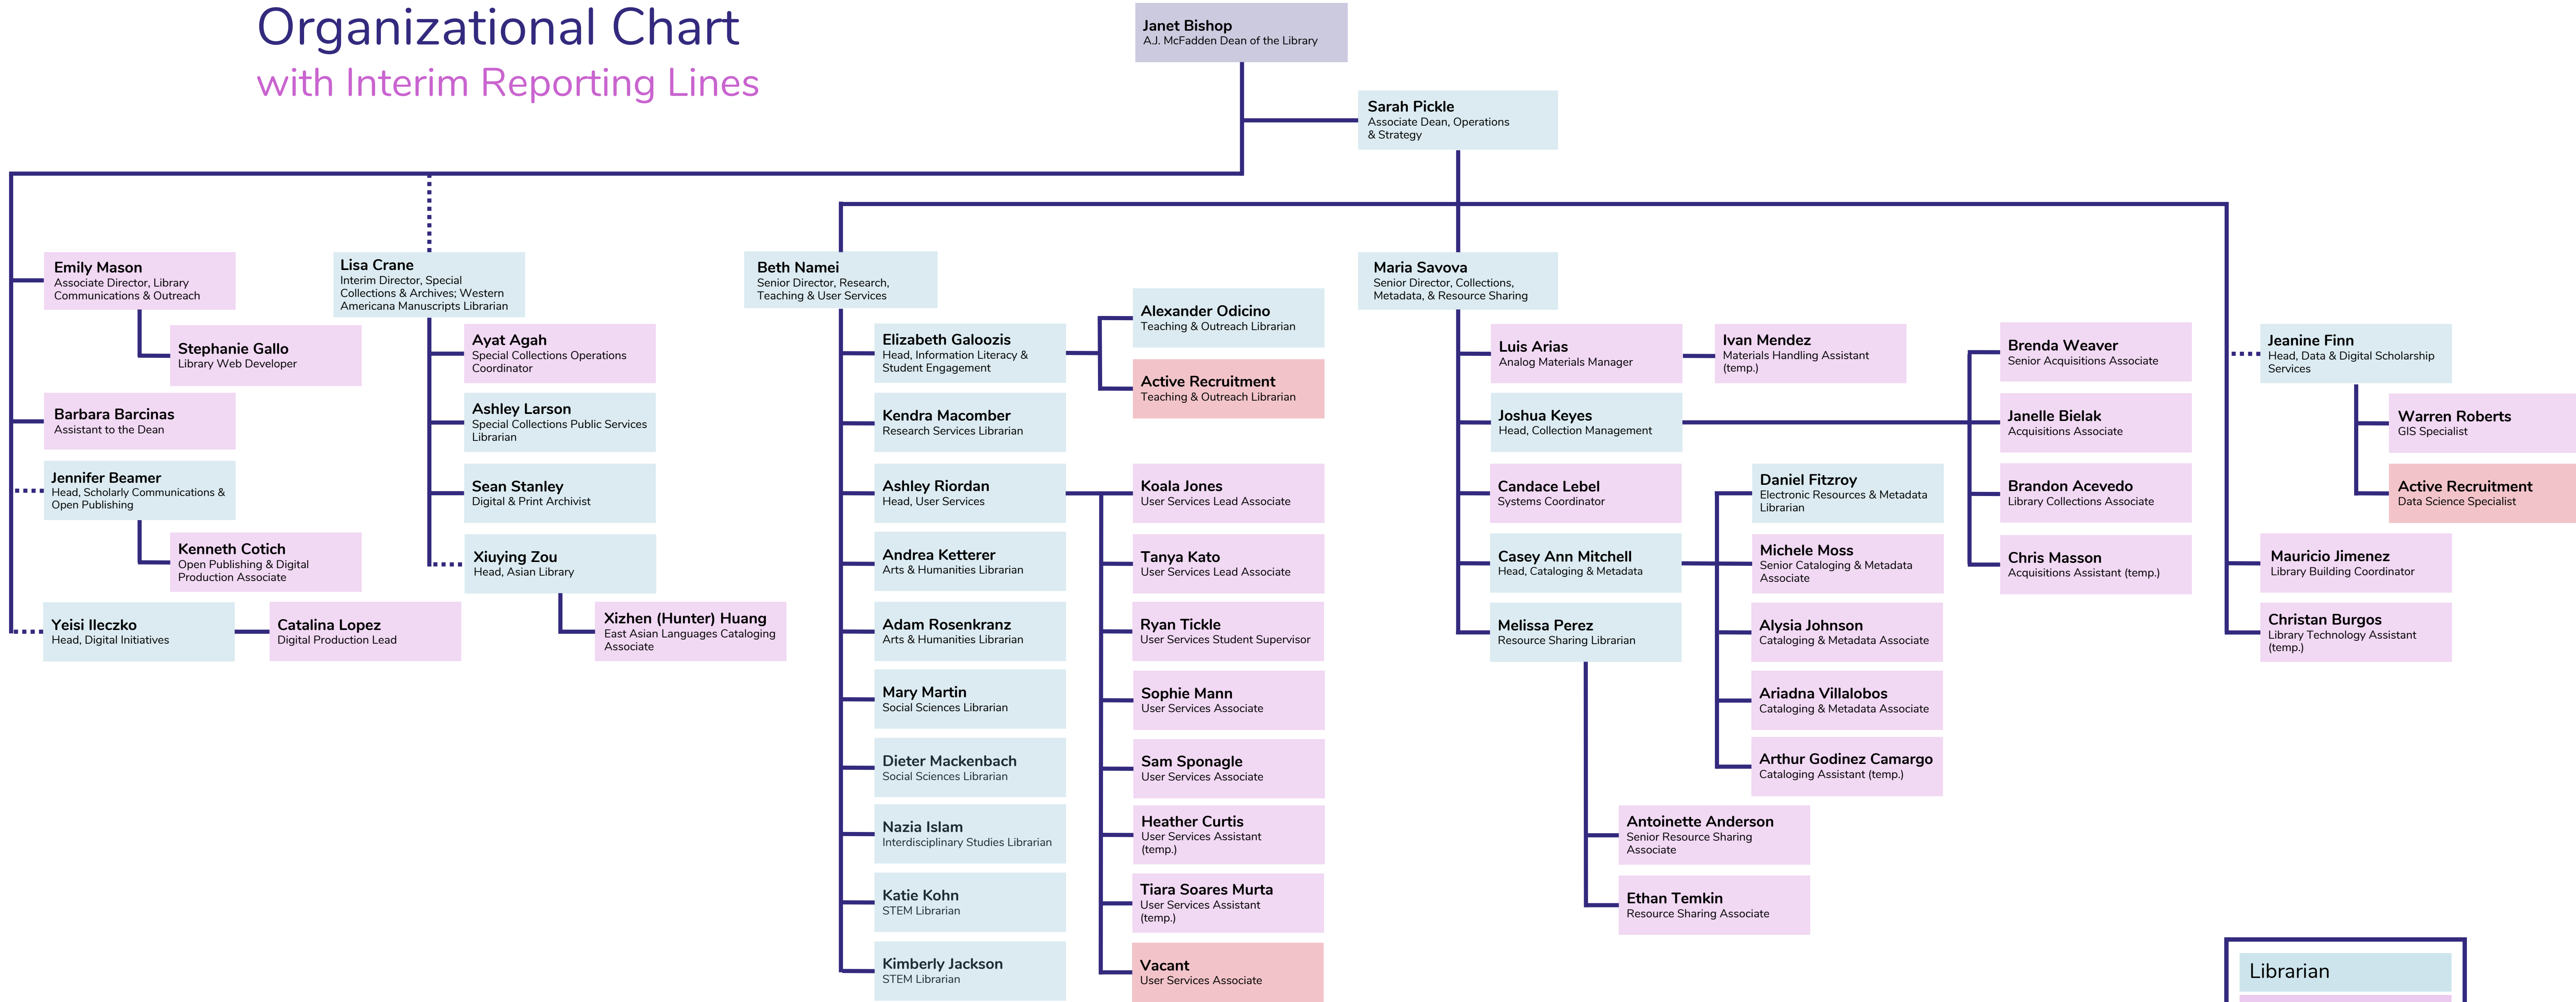 Organizational Chart
with Interim Reporting Lines
Janet Bishop
A.J. McFadden Dean of the Library
Sarah Pickle
Associate Dean, Operations
& Strategy
Emily Mason
Associate Director, Library
Communications & Outreach
Stephanie Gallo
Library Web Developer
Barbara Barcinas
Assistant to the Dean
Jennifer Beamer
Head, Scholarly Communications &
Open Publishing
Kenneth Cotich
Open Publishing & Digital
Production Associate
Yeisi Ileczko
Head, Digital Initiatives
Catalina Lopez
Digital Production Lead
Lisa Crane
Interim Director, Special
Collections & Archives; Western
Americana Manuscripts Librarian
Ayat Agah
Special Collections Operations
Coordinator
Ashley Larson
Special Collections Public Services
Librarian
Sean Stanley
Digital & Print Archivist
Xiuying Zou
Head, Asian Library
Xizhen (Hunter) Huang
East Asian Languages Cataloging
Associate
Beth Namei
Senior Director, Research,
Teaching & User Services
Elizabeth Galoozis
Head, Information Literacy &
Student Engagement
Alexander Odicino
Teaching & Outreach Librarian
Active Recruitment
Teaching & Outreach Librarian
Kendra Macomber
Research Services Librarian
Ashley Riordan
Head, User Services
Koala Jones
User Services Lead Associate
Tanya Kato
User Services Lead Associate
Ryan Tickle
User Services Student Supervisor
Sophie Mann
User Services Associate
Sam Sponagle
User Services Associate
Heather Curtis
User Services Assistant
(temp.)
Tiara Soares Murta
User Services Assistant
(temp.)
Vacant
User Services Associate
Andrea Ketterer
Arts & Humanities Librarian
Adam Rosenkranz
Arts & Humanities Librarian
Mary Martin
Social Sciences Librarian
Dieter Mackenbach
Social Sciences Librarian
Nazia Islam
Interdisciplinary Studies Librarian
Katie Kohn
STEM Librarian
Kimberly Jackson
STEM Librarian
Maria Savova
Senior Director, Collections,
Metadata, & Resource Sharing
Luis Arias
Analog Materials Manager
Ivan Mendez
Materials Handling Assistant
(temp.)
Joshua Keyes
Head, Collection Management
Brenda Weaver
Senior Acquisitions Associate
Janelle Bielak
Acquisitions Associate
Brandon Acevedo
Library Collections Associate
Chris Masson
Acquisitions Assistant (temp.)
Candace Lebel
Systems Coordinator
Casey Ann Mitchell
Head, Cataloging & Metadata
Daniel Fitzroy
Electronic Resources & Metadata
Librarian
Michele Moss
Senior Cataloging & Metadata
Associate
Alysia Johnson
Cataloging & Metadata Associate
Ariadna Villalobos
Cataloging & Metadata Associate
Arthur Godinez Camargo
Cataloging Assistant (temp.)
Melissa Perez
Resource Sharing Librarian
Antoinette Anderson
Senior Resource Sharing
Associate
Ethan Temkin
Resource Sharing Associate
Jeanine Finn
Head, Data & Digital Scholarship
Services
Warren Roberts
GIS Specialist
Active Recruitment
Data Science Specialist
Mauricio Jimenez
Library Building Coordinator
Christan Burgos
Library Technology Assistant
(temp.)
Librarian